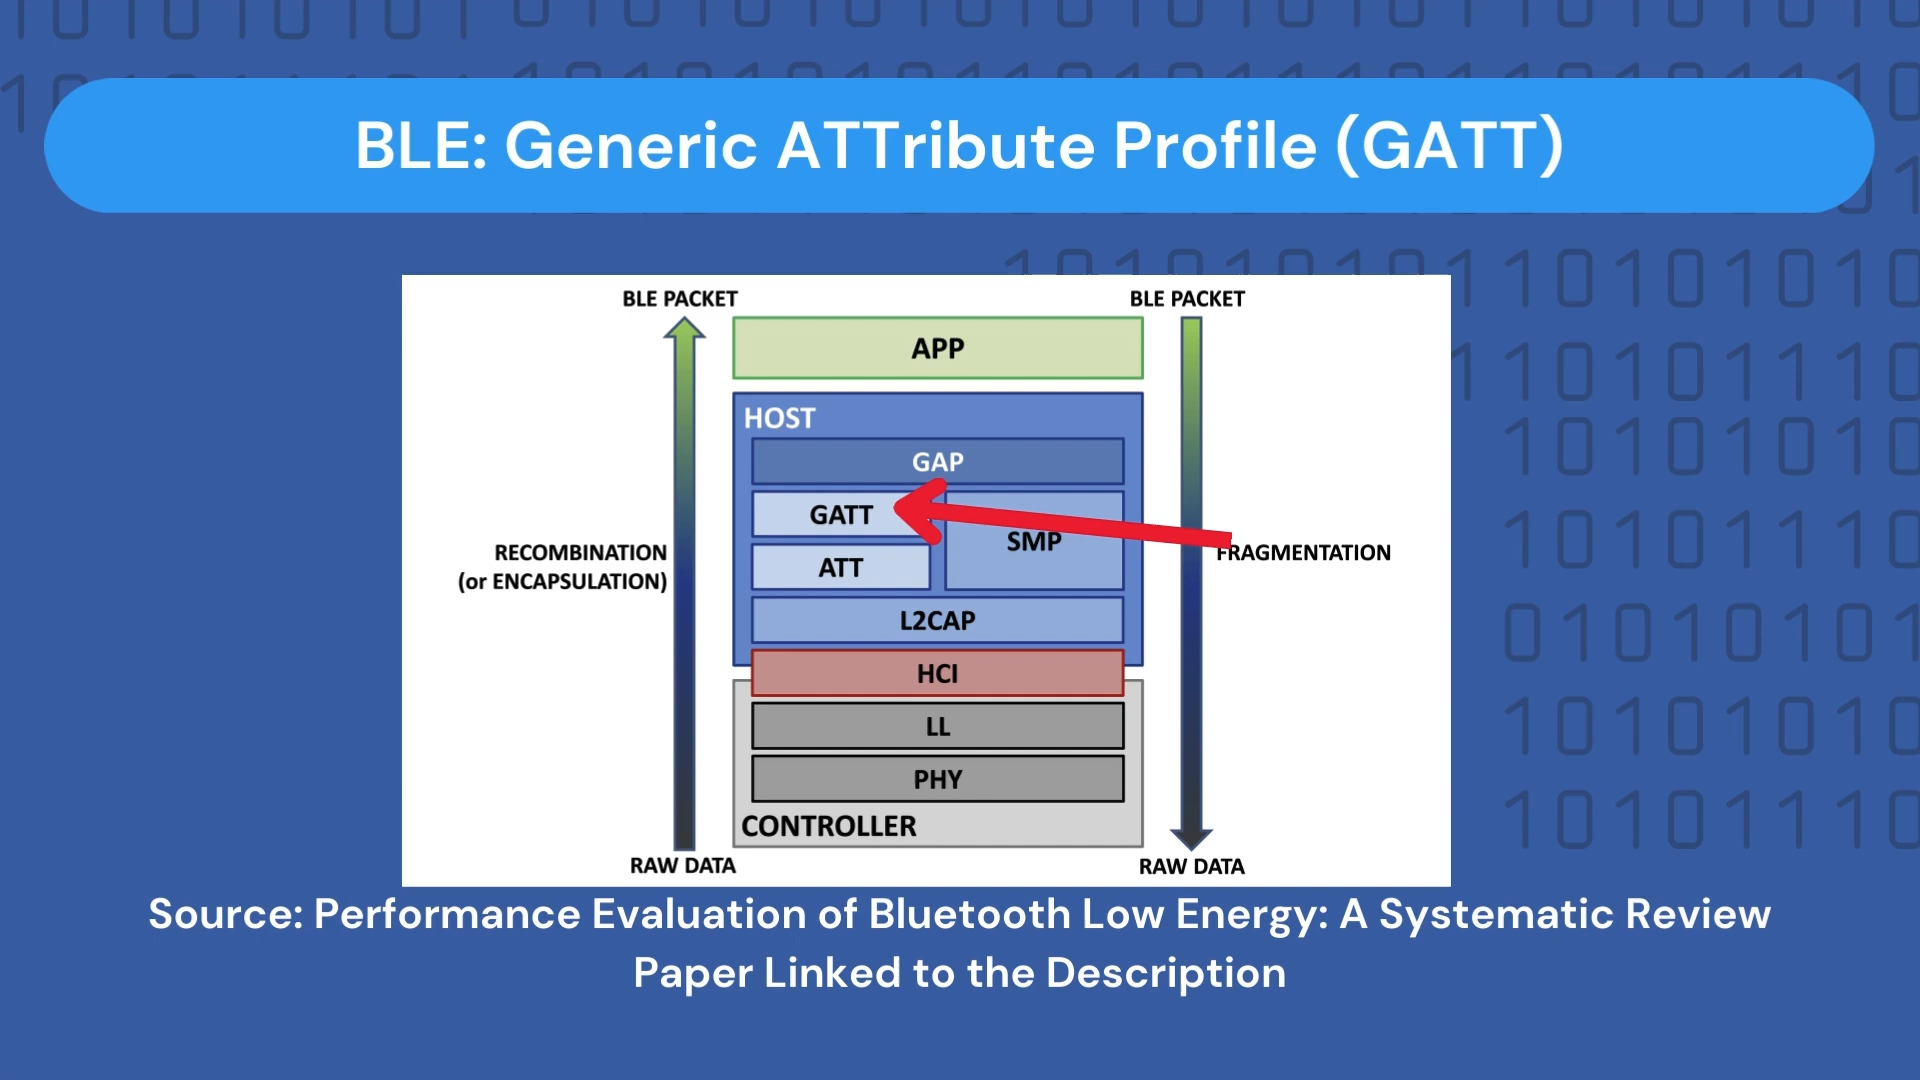 BLE: Generic ATTribute Profile (GATT)
BLE PACKET
BLE PACKET
APP
HOST
GAP
GATT
SMP
ATT
RECOMBINATION
(or ENCAPSULATION)
FRAGMENTATION
L2CAP
HCI
LL
PHY
CONTROLLER
RAW DATA
RAW DATA
Source: Performance Evaluation of Bluetooth Low Energy: A Systematic Review
Paper Linked to the Description